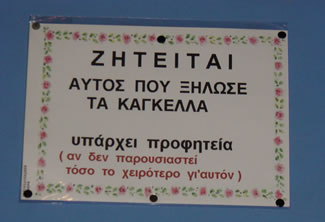 ΖΗΤΕΙΤΑΙ
ΑΥΤΟΣ ΠΟΥ ΞΗΛΩΣΕ
ΤΑ ΚΑΓΚΕΛΛΑ
υπάρχει προφητεία
( αν δεν παρουσιαστεί
τόσο το χειρότερο γι'αυτόν )